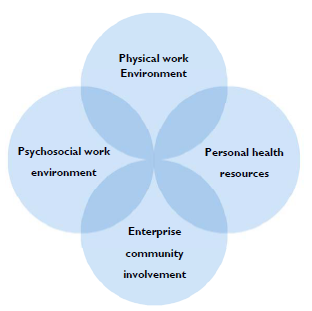 Physical work
Environment
Psychosocial work
environment
Personal health
resources
Enterprise
community
involvement